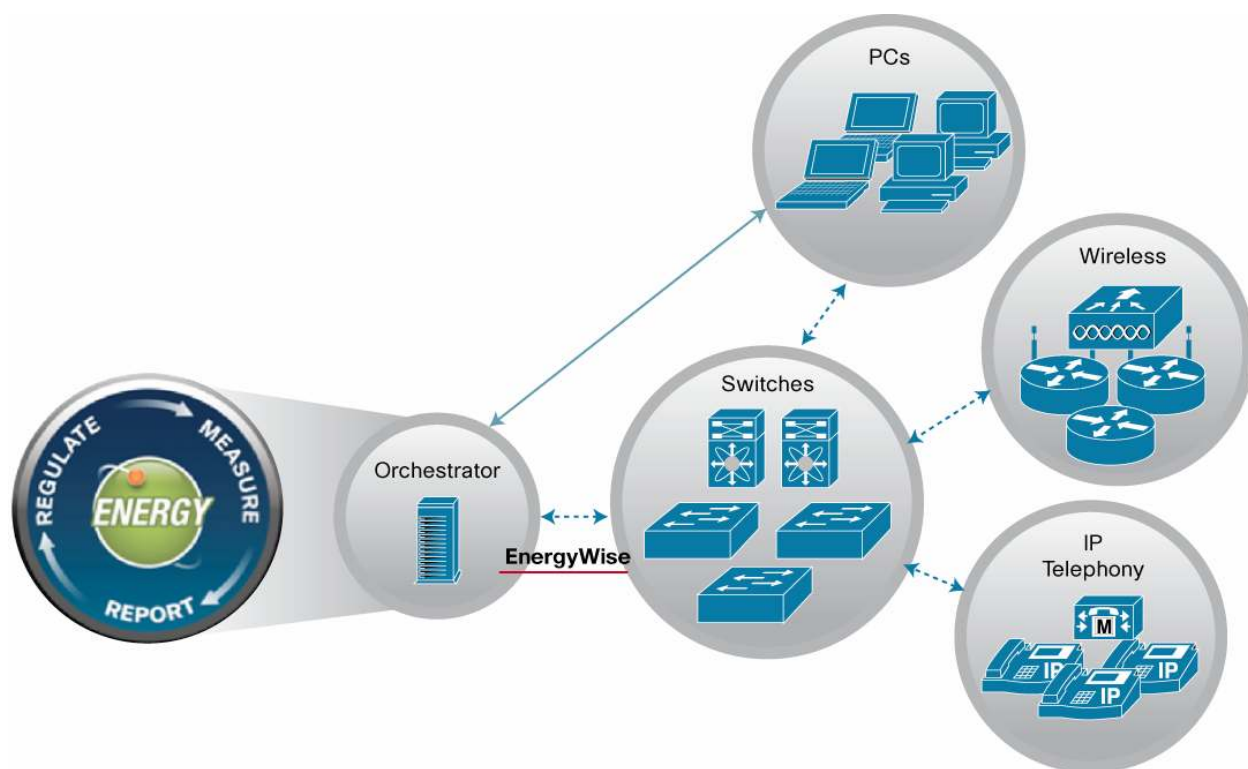 PCs
Wireless
Switches
REGULATE
MEASURE
ENERGY
REPORT
Orchestrator
EnergyWise
IP
Telephony
M
IP
IP
IP